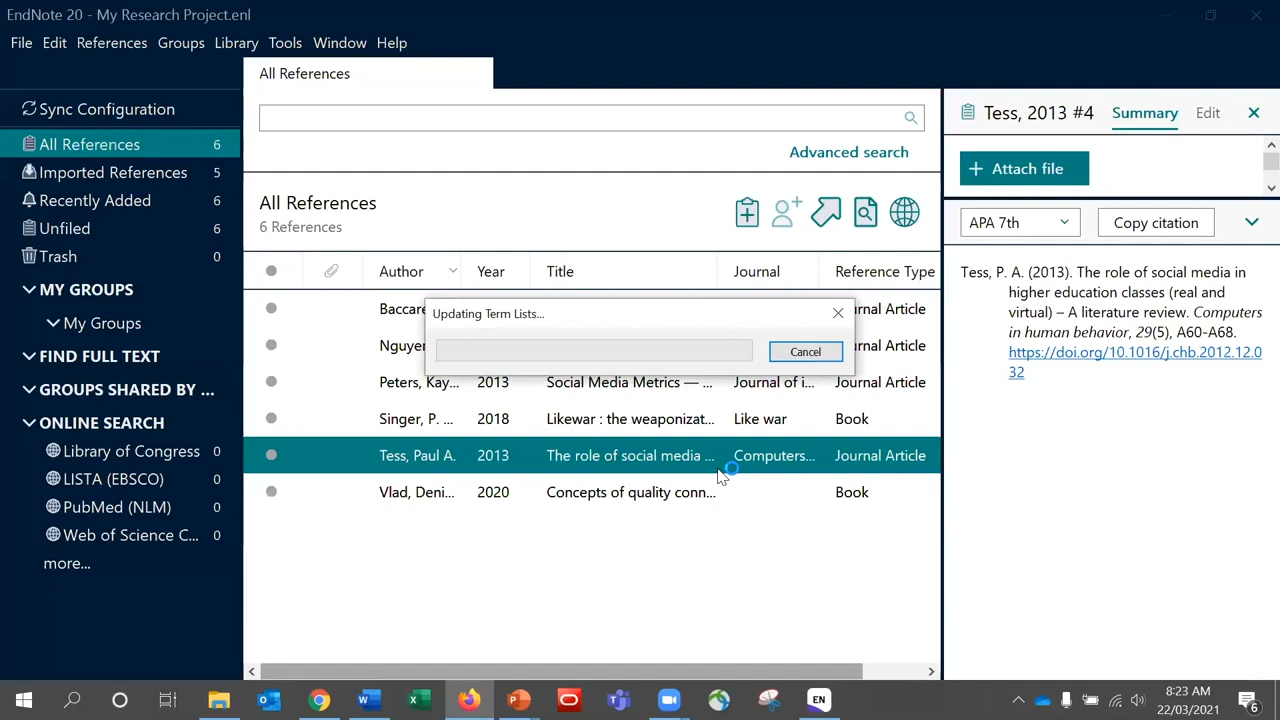 EndNote 20 - My Research Project.enl
File Edit References Groups Library Tools Window Help
All References
Sync Configuration
All References 6
Imported References 5
Recently Added 6
Unfiled 6
Trash 0
MY GROUPS
My Groups
FIND FULL TEXT
GROUPS SHARED BY ...
ONLINE SEARCH
Library of Congress 0
LISTA (EBSCO) 0
PubMed (NLM) 0
Web of Science C... 0
more...
Advanced search
All References
6 References
Author Year Title Journal Reference Type
Baccare
rnal Article
Updating Term Lists...
Cancel
Nguyer
rnal Article
Peters, Kay... 2013 Social Media Metrics — ... Journal of i... Journal Article
Singer, P. ... 2018 Likewar : the weaponizat... Like war Book
Tess, Paul A. 2013 The role of social media ... Computers... Journal Article
Vlad, Deni... 2020 Concepts of quality conn... Book
Tess, 2013 #4 Summary Edit
+ Attach file
APA 7th Copy citation
Tess, P. A. (2013). The role of social media in
higher education classes (real and
virtual) – A literature review. Computers
in human behavior, 29(5), A60-A68.
https://doi.org/10.1016/j.chb.2012.12.0
32
EN
8:23 AM
22/03/2021
6